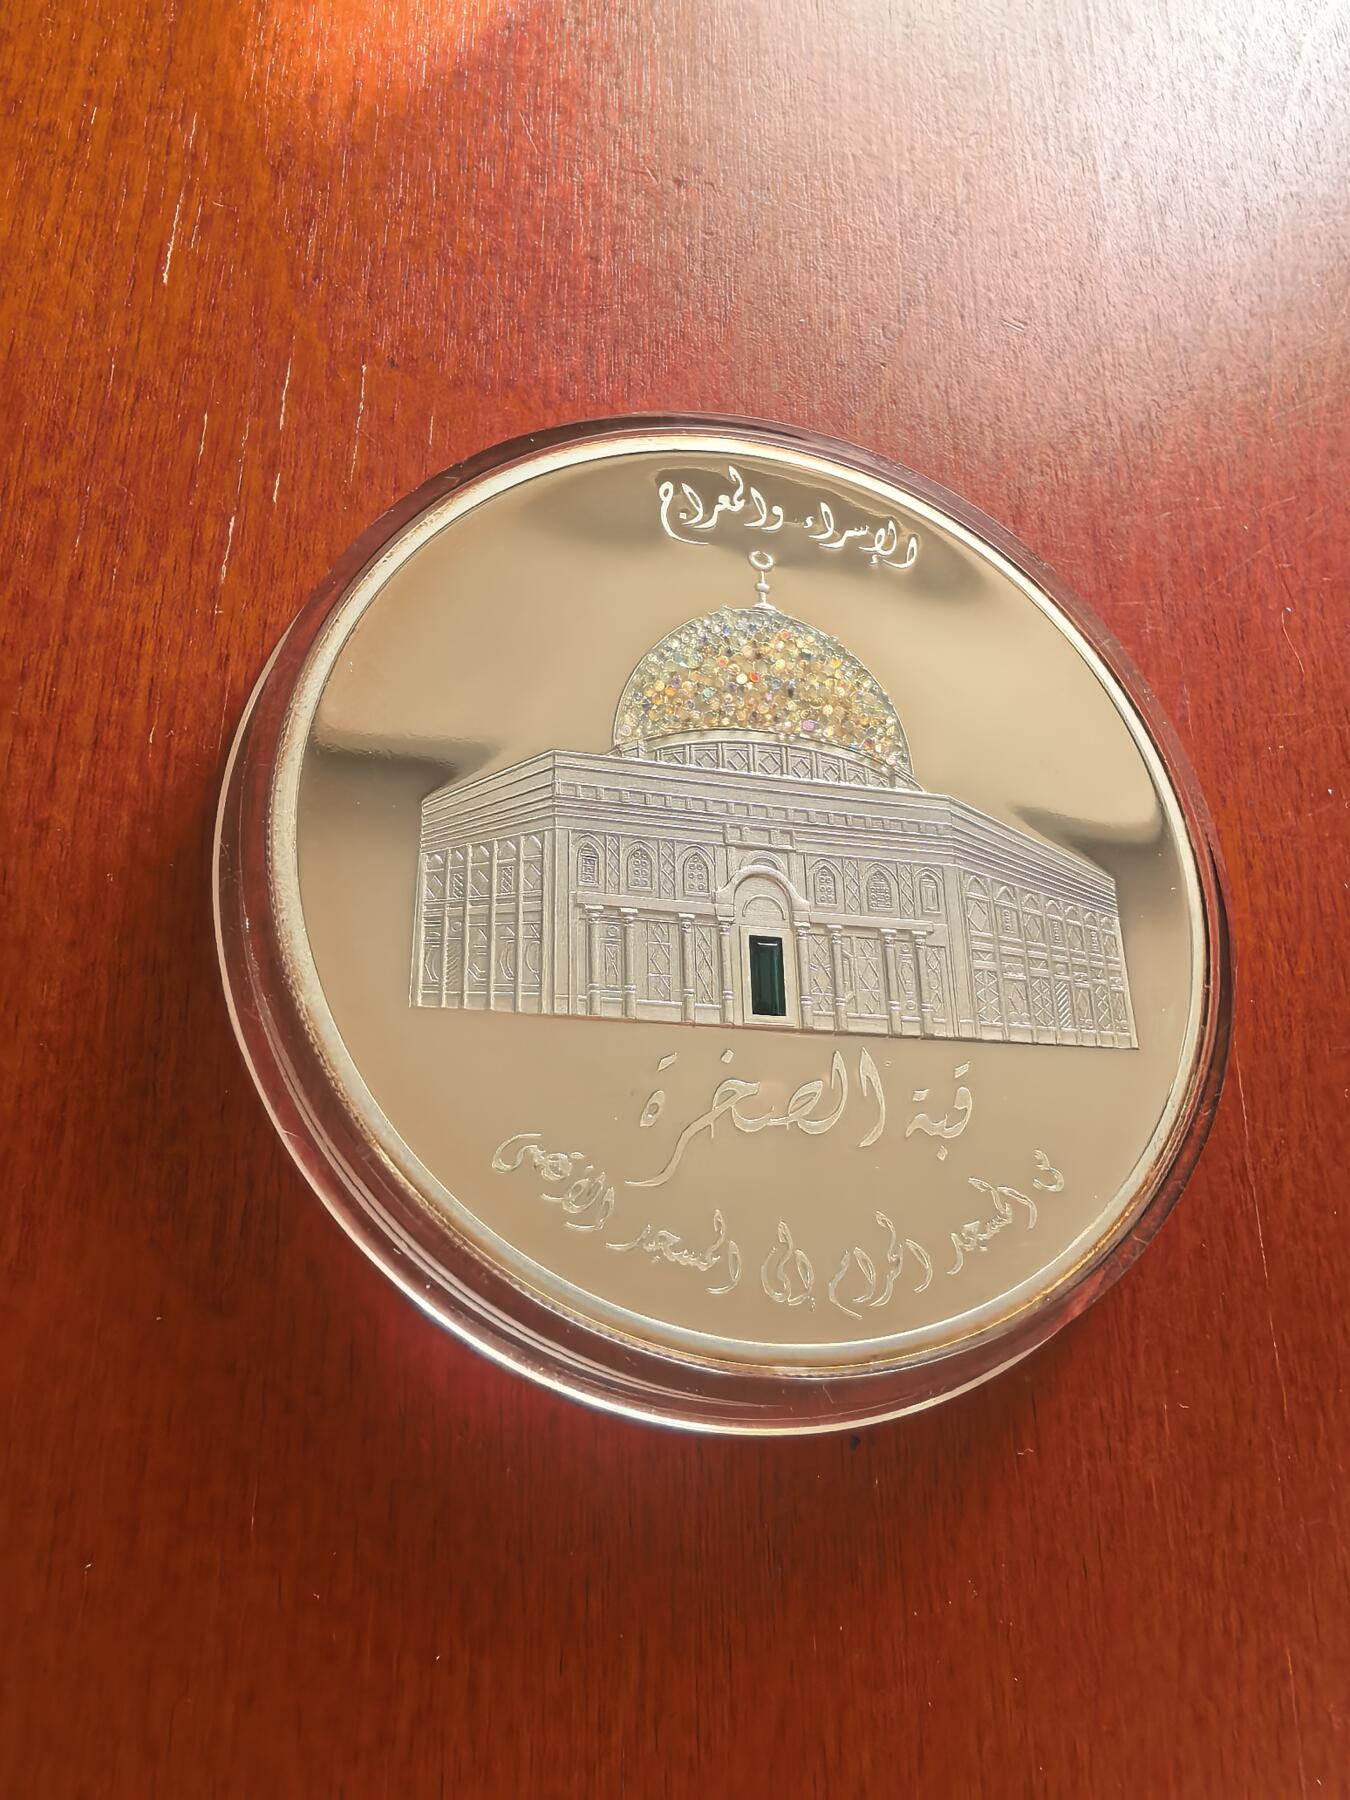 الإسراء والمعراج
قبة الصخرة
من المسجد الحرام إلى المسجد الأقصى